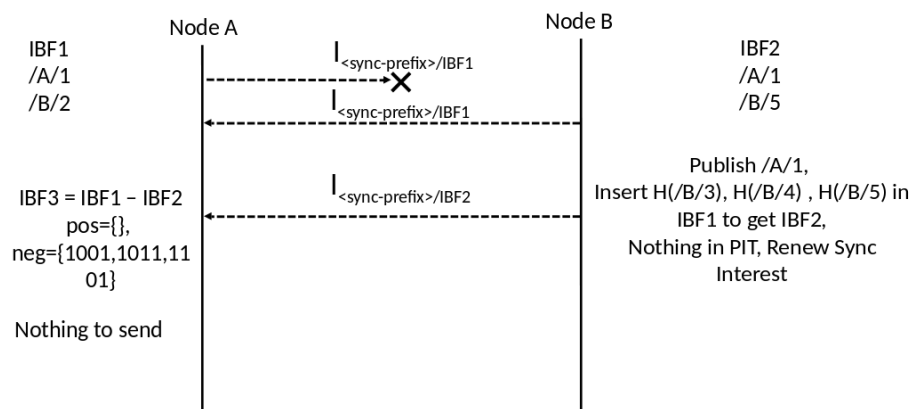 Node A
Node B
IBF1
/A/1
/B/2
I<sync-prefix>/IBF1
I<sync-prefix>/IBF1
IBF2
/A/1
/B/5
IBF3 = IBF1 – IBF2
pos={},
neg={1001,1011,11
01}
Nothing to send
I<sync-prefix>/IBF2
Publish /A/1,
Insert H(/B/3), H(/B/4) , H(/B/5) in
IBF1 to get IBF2,
Nothing in PIT, Renew Sync
Interest